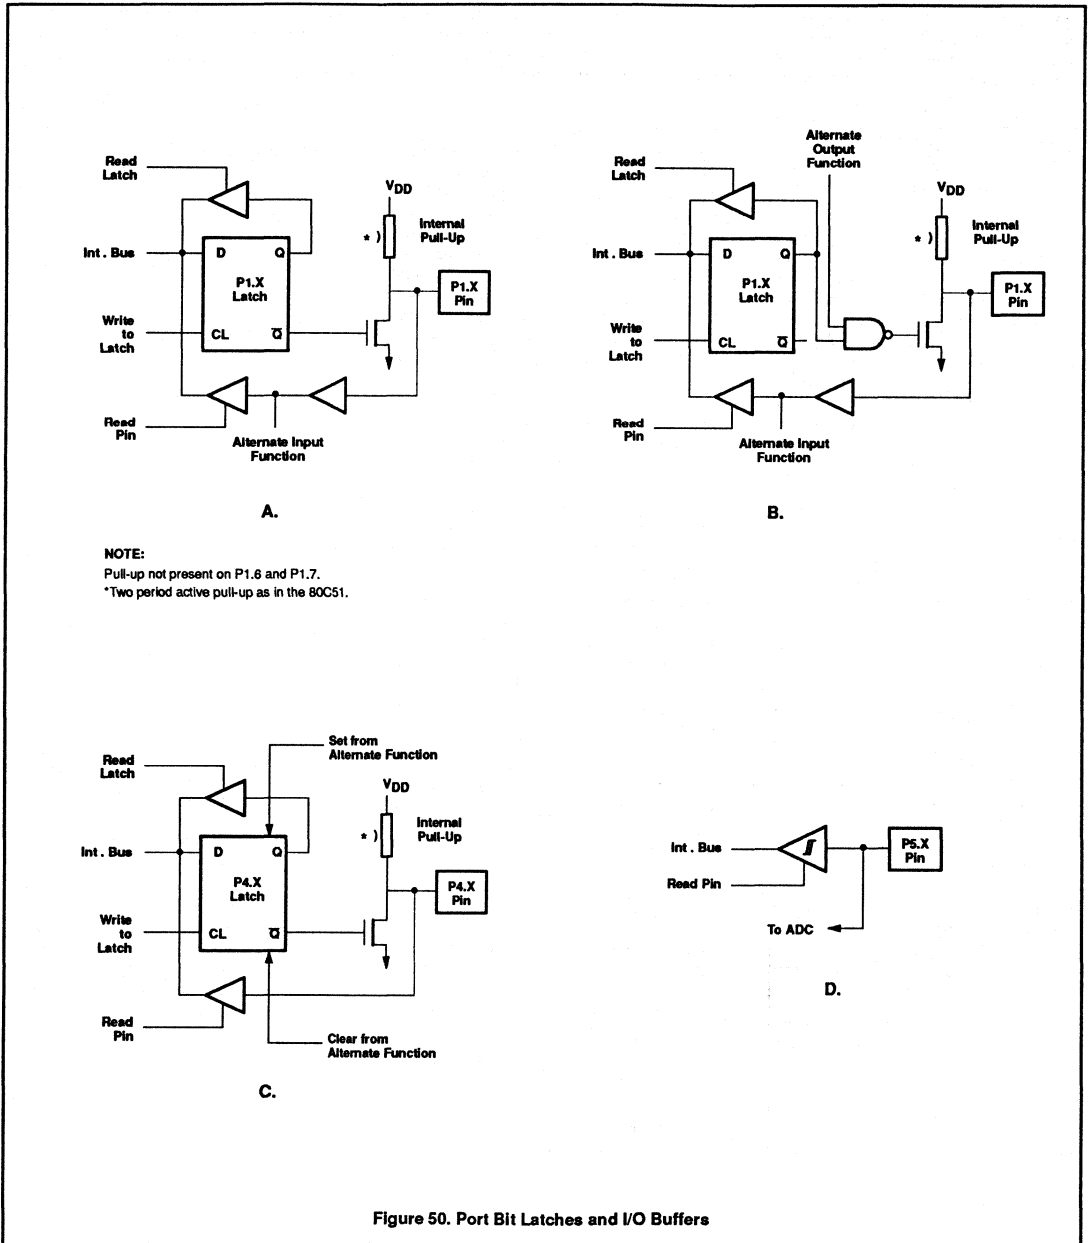 Read
Latch
VDD
* )
Internal
Pull-Up
Int . Bus
D
Q
P1.X
Latch
P1.X
Pin
Write
to
Latch
CL
Q̅
Read
Pin
Alternate Input
Function
A.
Alternate
Output
Function
Read
Latch
VDD
* )
Internal
Pull-Up
Int . Bus
D
Q
P1.X
Latch
P1.X
Pin
Write
to
Latch
CL
Q̅
Read
Pin
Alternate Input
Function
B.
NOTE:
Pull-up not present on P1.6 and P1.7.
*Two period active pull-up as in the 80C51.
Set from
Alternate Function
Read
Latch
VDD
* )
Internal
Pull-Up
Int . Bus
D
Q
P4.X
Latch
P4.X
Pin
Write
to
Latch
CL
Q̅
Read
Pin
Clear from
Alternate Function
C.
Int . Bus
P5.X
Pin
Read Pin
To ADC
D.
Figure 50. Port Bit Latches and I/O Buffers